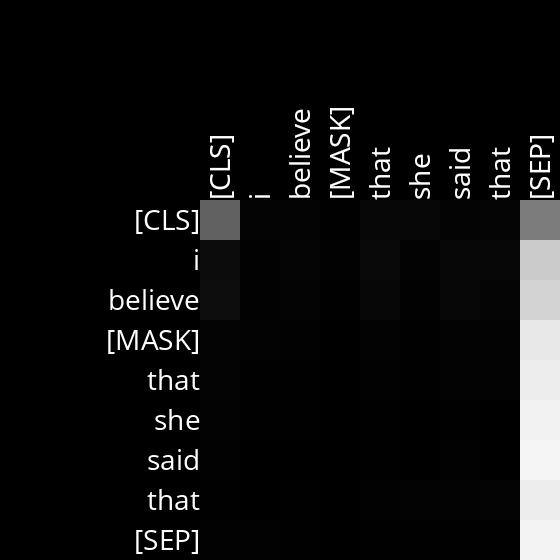 [CLS] i believe [MASK] that she said that [SEP]
[CLS]
i
believe
[MASK]
that
she
said
that
[SEP]